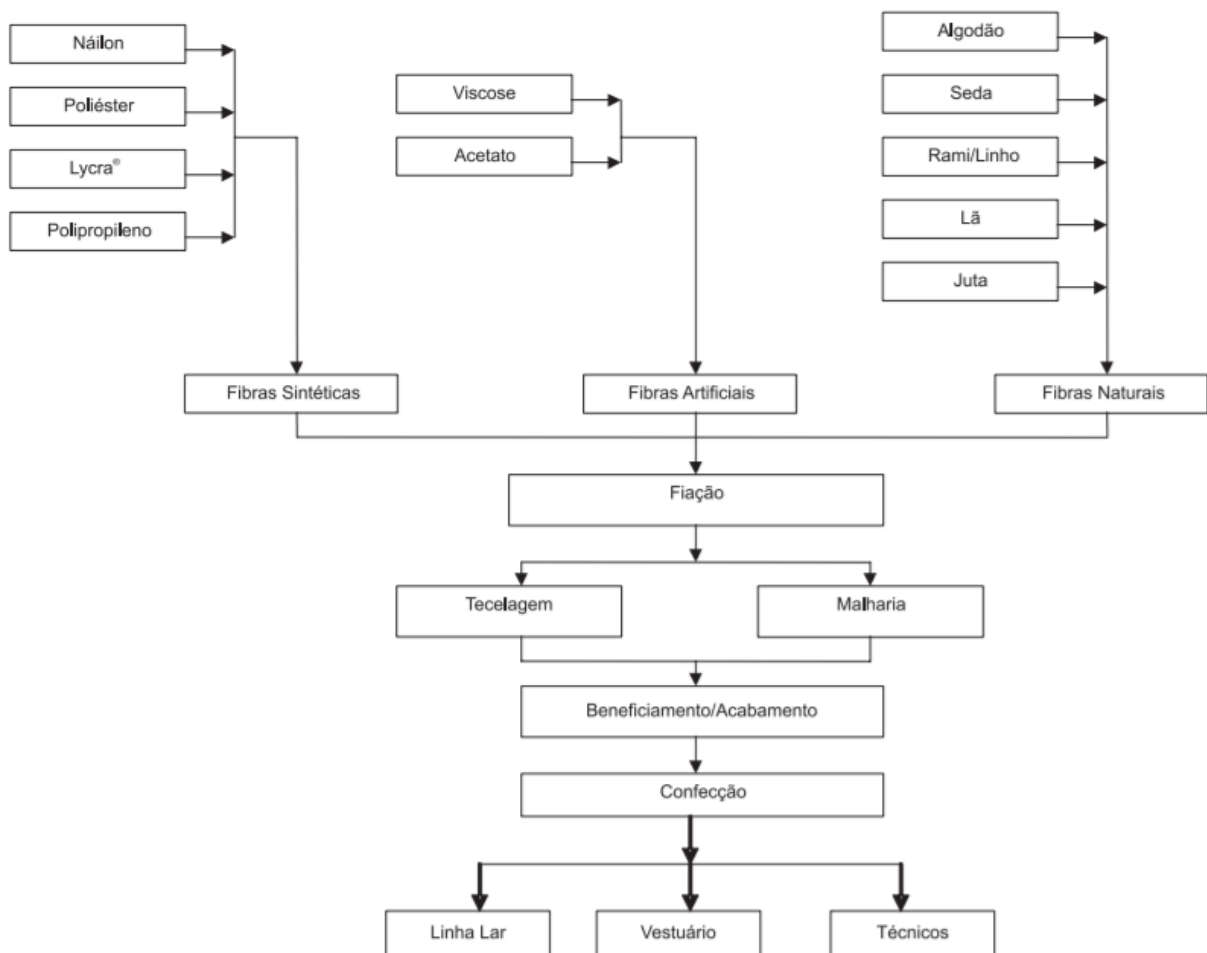 Náilon
Poliéster
Lycra®
Polipropileno
Viscose
Acetato
Algodão
Seda
Rami/Linho
Lã
Juta
Fibras Sintéticas
Fibras Artificiais
Fibras Naturais
Fiação
Tecelagem
Malharia
Beneficiamento/Acabamento
Confecção
Linha Lar
Vestuário
Técnicos